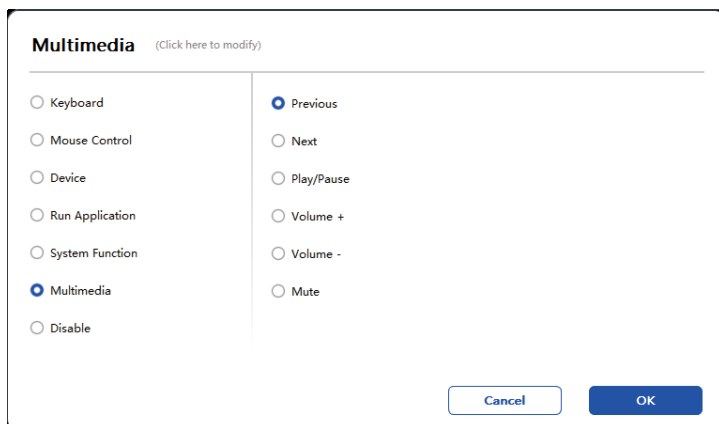 Multimedia (Click here to modify)
Keyboard
Mouse Control
Device
Run Application
System Function
Multimedia
Disable
Previous
Next
Play/Pause
Volume +
Volume -
Mute
Cancel
OK